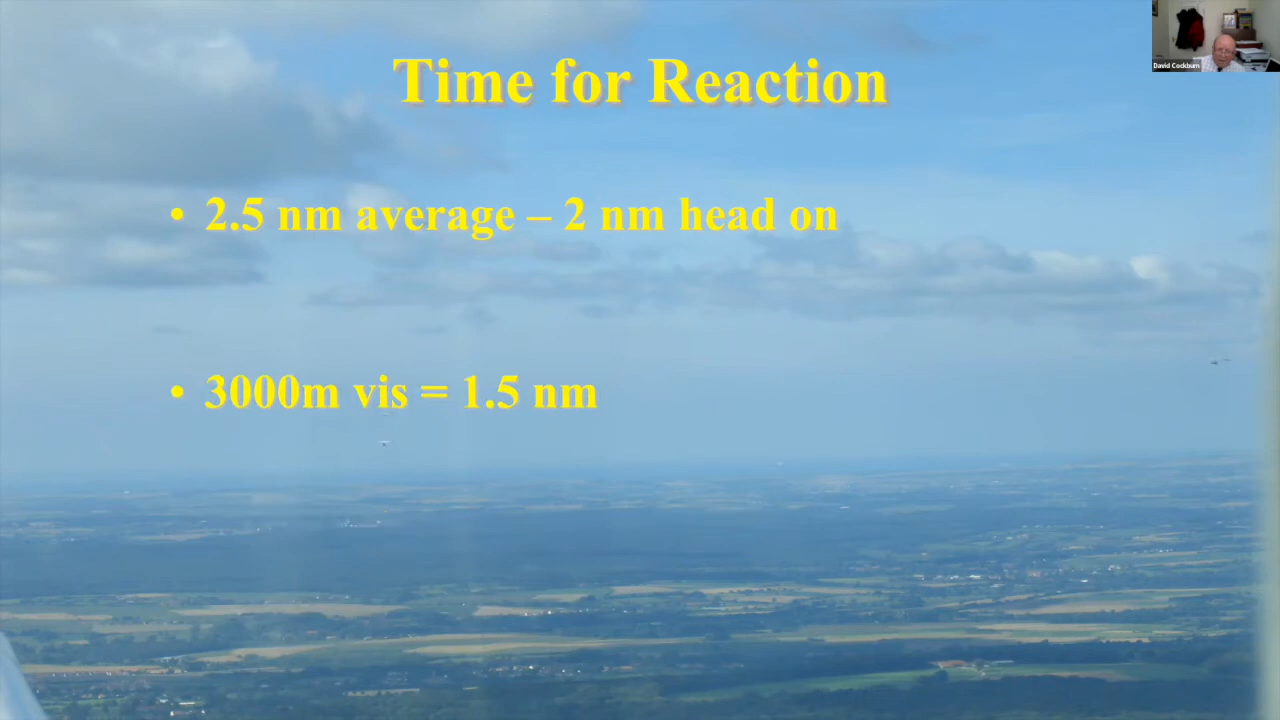 Time for Reaction
David Cockburn
• 2.5 nm average – 2 nm head on
• 3000m vis = 1.5 nm